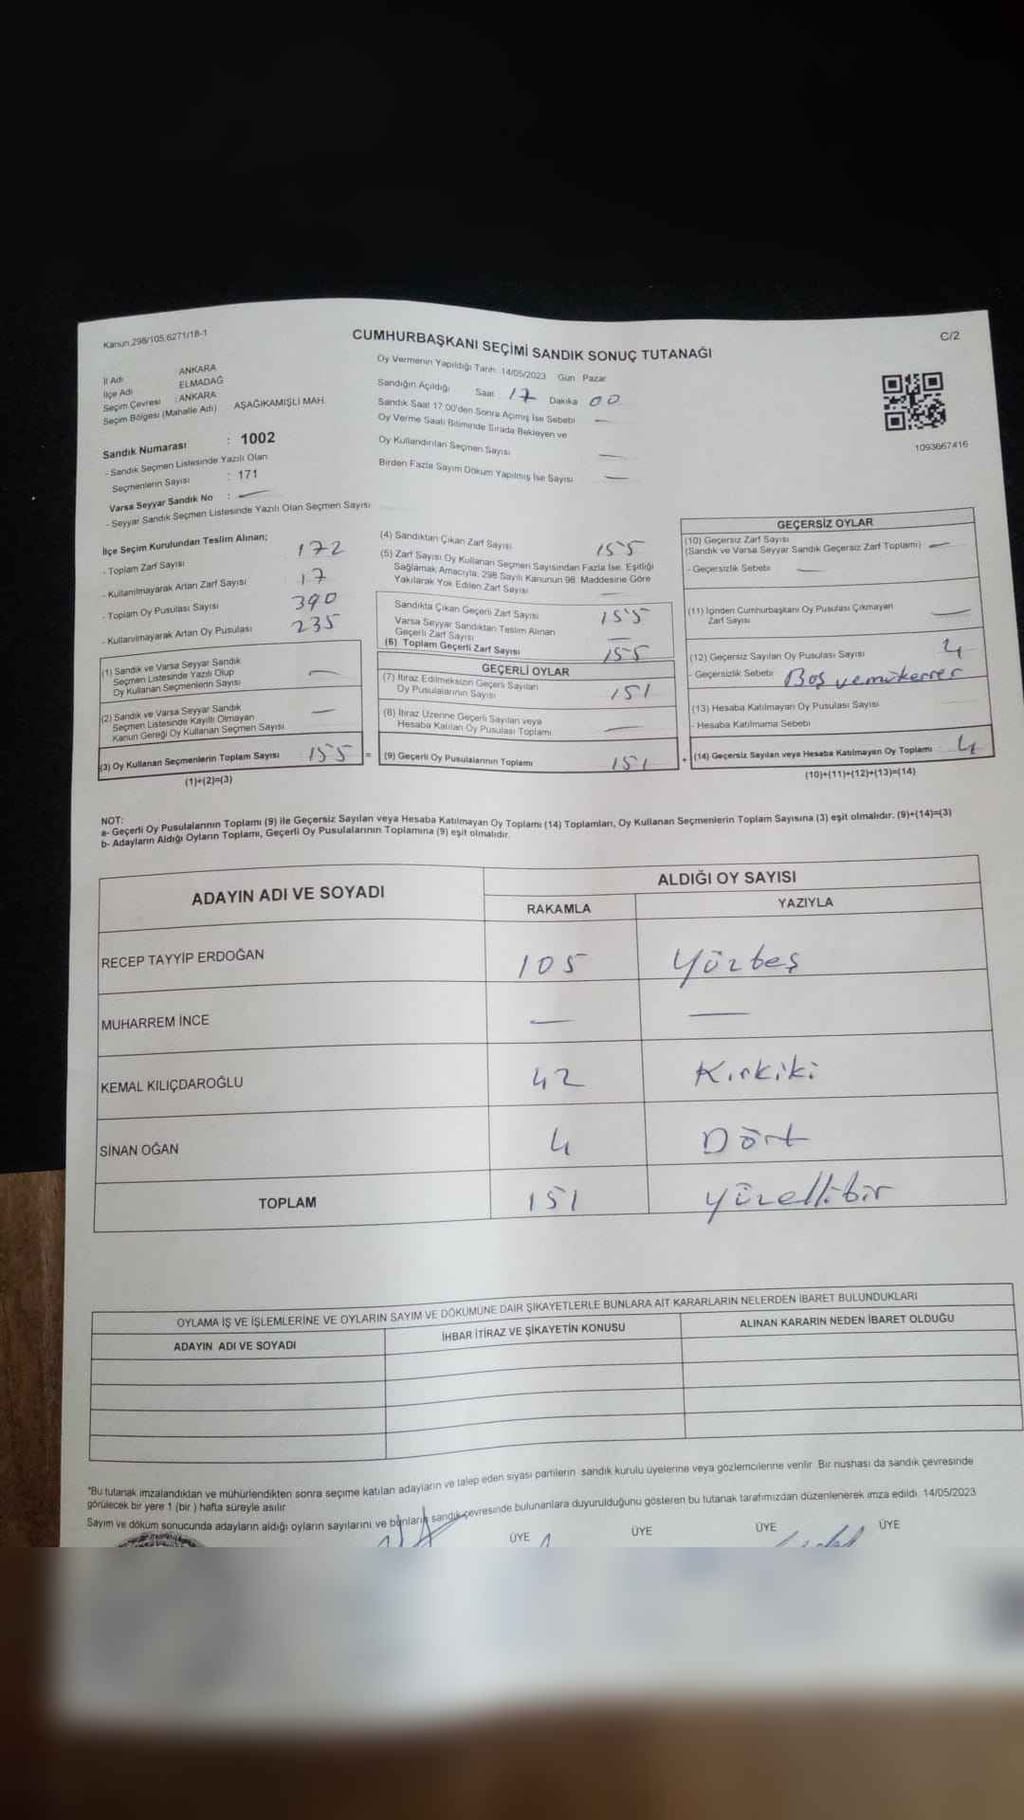 Kanun 298/105,6271/18-1
C/2
CUMHURBAŞKANI SEÇİMİ SANDIK SONUÇ TUTANAĞI
İl Adı : ANKARA
İlçe Adı : ELMADAĞ
Seçim Çevresi : ANKARA
Seçim Bölgesi (Mahalle Adı) AŞAĞIKAMIŞLI MAH.
Sandık Numarası : 1002
- Sandık Seçmen Listesinde Yazılı Olan
Seçmenlerin Sayısı : 171
Varsa Seyyar Sandık No : —
- Seyyar Sandık Seçmen Listesinde Yazılı Olan Seçmen Sayısı
Oy Vermenin Yapıldığı Tarih: 14/05/2023 Gün Pazar
Sandığın Açıldığı Saat : 17 Dakika 00
Sandık Saat 17:00'den Sonra Açımış İse Sebebi —
Oy Verme Saati Bitiminde Sırada Bekleyen ve
Oy Kullandırılan Seçmen Sayısı —
Birden Fazla Sayım Döküm Yapılmış İse Sayısı —
1093667416
İlçe Seçim Kurulundan Teslim Alınan;
- Toplam Zarf Sayısı 172
- Kullanılmayarak Artan Zarf Sayısı 17
- Toplam Oy Pusulası Sayısı 390
- Kullanılmayarak Artan Oy Pusulası 235
(1) Sandık ve Varsa Seyyar Sandık
Seçmen Listesinde Yazılı Olup
Oy Kullanan Seçmenlerin Sayısı —
(2) Sandık ve Varsa Seyyar Sandık
Seçmen Listesinde Kayıtlı Olmayan
Kanun Gereği Oy Kullanan Seçmen Sayısı —
(3) Oy Kullanan Seçmenlerin Toplam Sayısı 155 =
(1)+(2)=(3)
(4) Sandıktan Çıkan Zarf Sayısı 155
(5) Zarf Sayısı Oy Kullanan Seçmen Sayısından Fazla İse, Eşitliği
Sağlamak Amacıyla, 298 Sayılı Kanunun 98. Maddesine Göre
Yakılarak Yok Edilen Zarf Sayısı —
Sandıkta Çıkan Geçerli Zarf Sayısı 155
Varsa Seyyar Sandıktan Teslim Alınan
Geçerli Zarf Sayısı —
(6) Toplam Geçerli Zarf Sayısı 155
GEÇERLİ OYLAR
(7) İtiraz Edilmeksizin Geçerli Sayılan
Oy Pusulalarının Sayısı 151
(8) İtiraz Üzerine Geçerli Sayılan veya
Hesaba Katılan Oy Pusulası Toplamı —
(9) Geçerli Oy Pusulalarının Toplamı 151 +
GEÇERSİZ OYLAR
(10) Geçersiz Zarf Sayısı
(Sandık ve Varsa Seyyar Sandık Geçersiz Zarf Toplamı) —
- Geçersizlik Sebebi —
(11) İçinden Cumhurbaşkanı Oy Pusulası Çıkmayan
Zarf Sayısı —
(12) Geçersiz Sayılan Oy Pusulası Sayısı 4
- Geçersizlik Sebebi Boş ve mükerrer
(13) Hesaba Katılmayan Oy Pusulası Sayısı
- Hesaba Katılmama Sebebi
(14) Geçersiz Sayılan veya Hesaba Katılmayan Oy Toplamı 4
(10)+(11)+(12)+(13)=(14)
NOT:
a- Geçerli Oy Pusulalarının Toplamı (9) ile Geçersiz Sayılan veya Hesaba Katılmayan Oy Toplamı (14) Toplamları, Oy Kullanan Seçmenlerin Toplam Sayısına (3) eşit olmalıdır. (9)+(14)=(3)
b- Adayların Aldığı Oyların Toplamı, Geçerli Oy Pusulalarının Toplamına (9) eşit olmalıdır.
ADAYIN ADI VE SOYADI
ALDIĞI OY SAYISI
RAKAMLA YAZIYLA
RECEP TAYYİP ERDOĞAN 105 Yüzbeş
MUHARREM İNCE — —
KEMAL KILIÇDAROĞLU 42 Kırkiki
SİNAN OĞAN 4 Dört
TOPLAM 151 yüzellibir
OYLAMA İŞ VE İŞLEMLERİNE VE OYLARIN SAYIM VE DÖKÜMÜNE DAİR ŞİKAYETLERLE BUNLARA AİT KARARLARIN NELERDEN İBARET BULUNDUKLARI
ADAYIN ADI VE SOYADI İHBAR İTİRAZ VE ŞİKAYETİN KONUSU ALINAN KARARIN NEDEN İBARET OLDUĞU
*Bu tutanak imzalandıktan ve mühürlendikten sonra seçime katılan adayların ve talep eden siyasi partilerin sandık kurulu üyelerine veya gözlemcilerine verilir. Bir nüshası da sandık çevresinde
görülecek bir yere 1 (bir) hafta süreyle asılır.
Sayım ve döküm sonucunda adayların aldığı oyların sayılarını ve bunların sandık çevresinde bulunanlara duyurulduğunu gösteren bu tutanak tarafımızdan düzenlenerek imza edildi. 14/05/2023
ÜYE ÜYE ÜYE ÜYE